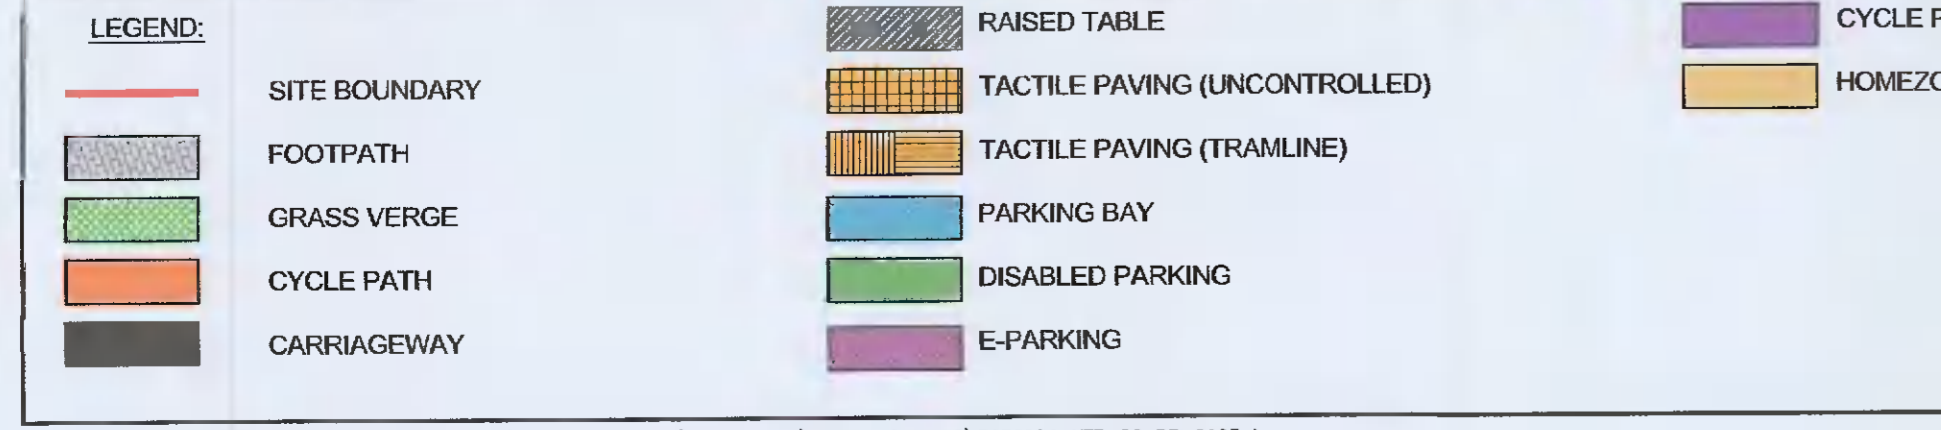 LEGEND:
SITE BOUNDARY
FOOTPATH
GRASS VERGE
CYCLE PATH
CARRIAGEWAY
RAISED TABLE
TACTILE PAVING (UNCONTROLLED)
TACTILE PAVING (TRAMLINE)
PARKING BAY
DISABLED PARKING
E-PARKING
CYCLE